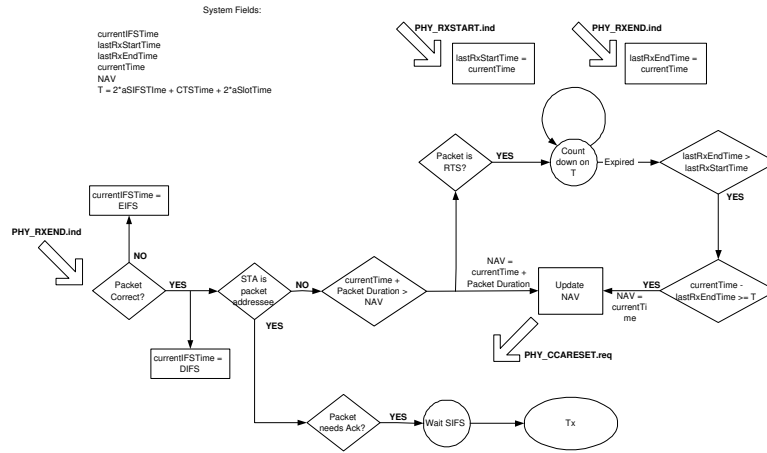 System Fields:
currentIFSTime
lastRxStartTime
lastRxEndTime
currentTime
NAV
T = 2*aSIFSTIme + CTSTime + 2*aSlotTime
PHY_RXSTART.ind
lastRxStartTime =
currentTime
PHY_RXEND.ind
lastRxEndTime =
currentTime
Packet is
RTS?
YES
Count
down on
T
Expired
lastRxEndTime >
lastRxStartTime
YES
currentIFSTime =
EIFS
PHY_RXEND.ind
NO
Packet
Correct?
YES
STA is
packet
addressee
NO
currentTime +
Packet Duration >
NAV
NAV =
currentTime +
Packet Duration
Update
NAV
YES
NAV =
currentTi
me
currentTime -
lastRxEndTime >= T
YES
currentIFSTime =
DIFS
PHY_CCARESET.req
Packet
needs Ack?
YES
Wait SIFS
Tx